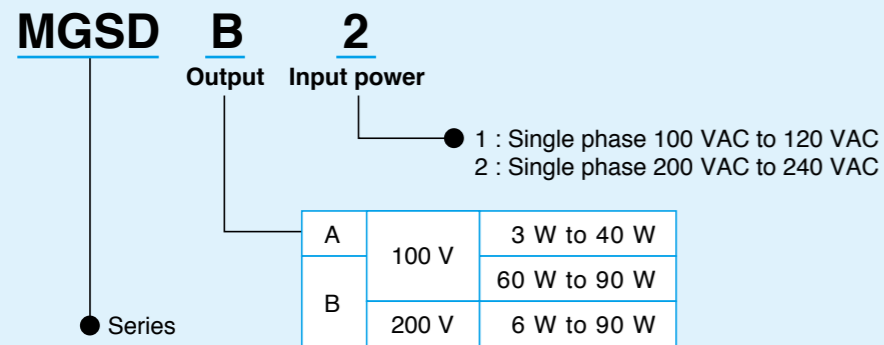 MGSD B 2
Output Input power
1 : Single phase 100 VAC to 120 VAC
2 : Single phase 200 VAC to 240 VAC
A 100 V 3 W to 40 W
B 60 W to 90 W
200 V 6 W to 90 W
Series